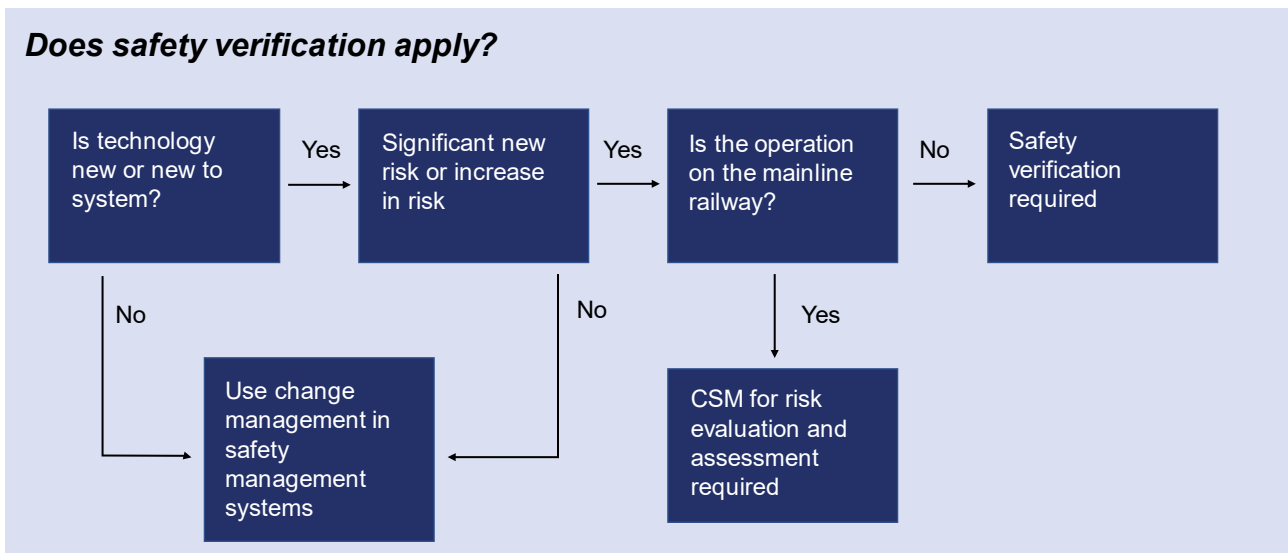 Does safety verification apply?
Is technology
new or new to
system?
Yes
Significant new
risk or increase
in risk
Yes
Is the operation
on the mainline
railway?
No
Safety
verification
required
No
No
Yes
Use change
management in
safety
management
systems
CSM for risk
evaluation and
assessment
required